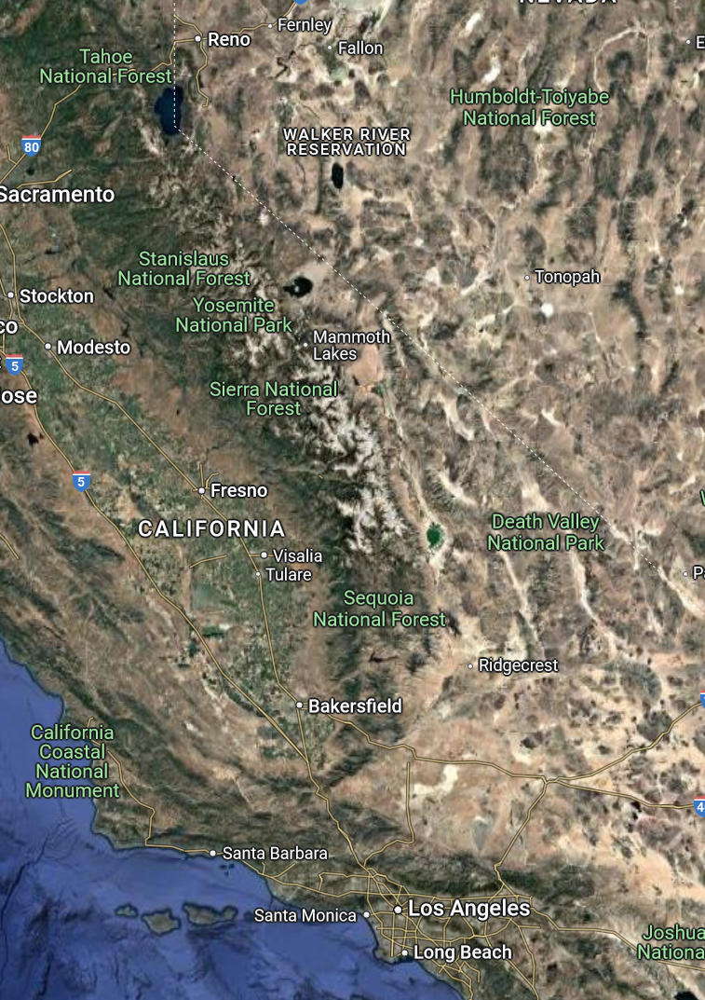 NEVADA
Fernley
Reno
Fallon
Tahoe
National Forest
Humboldt-Toiyabe
National Forest
WALKER RIVER
RESERVATION
80
Sacramento
Stanislaus
National Forest
Tonopah
Stockton
Yosemite
National Park
Mammoth
Lakes
Modesto
5
Sierra National
Forest
5
Fresno
CALIFORNIA
Death Valley
National Park
Visalia
Tulare
Sequoia
National Forest
Ridgecrest
Bakersfield
California
Coastal
National
Monument
Santa Barbara
Santa Monica
Los Angeles
Long Beach